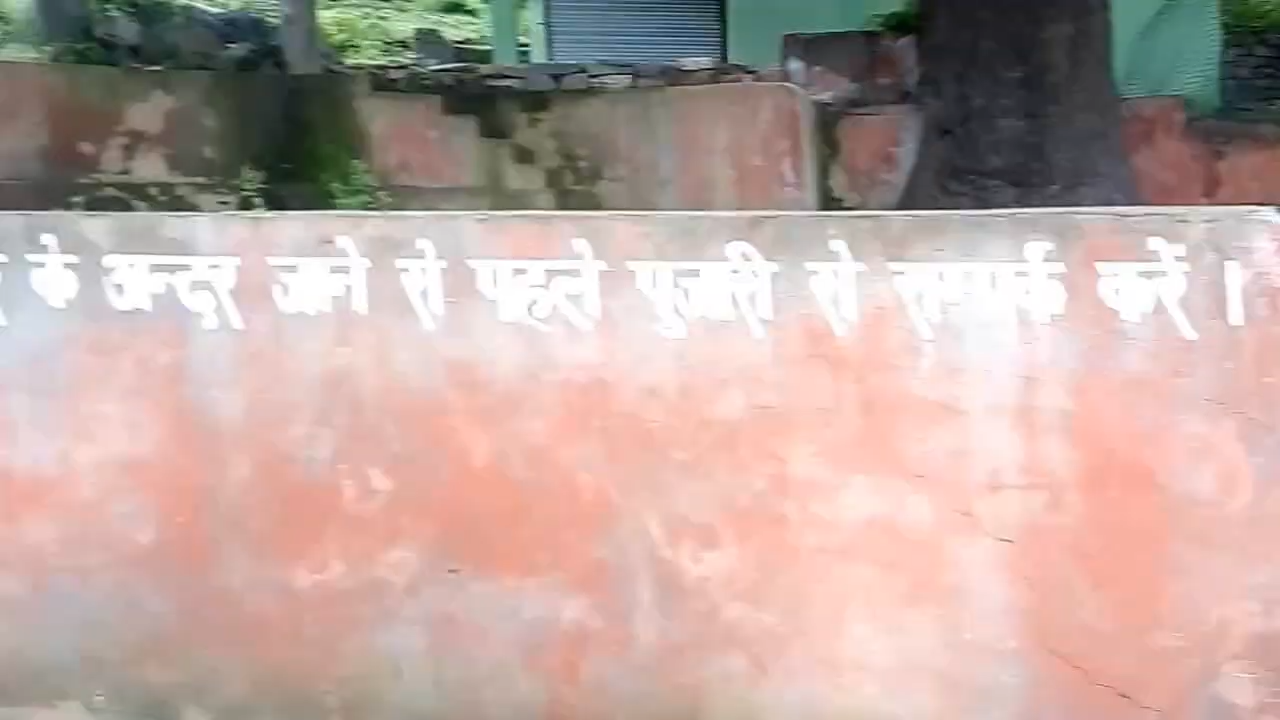 के अन्दर जाने से पहले पुजारी से सम्पर्क करें ।